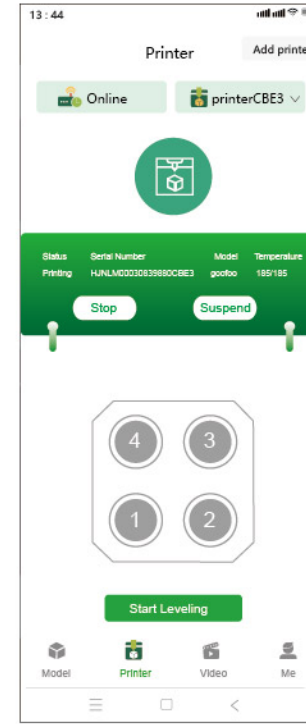 13 : 44
Printer
Add printe
Online
printerCBE3
Status Serial Number Model Temperature
Printing HJNLM00030839880CBE3 goofoo 185/185
Stop Suspend
4 3
1 2
Start Leveling
Model Printer Video Me